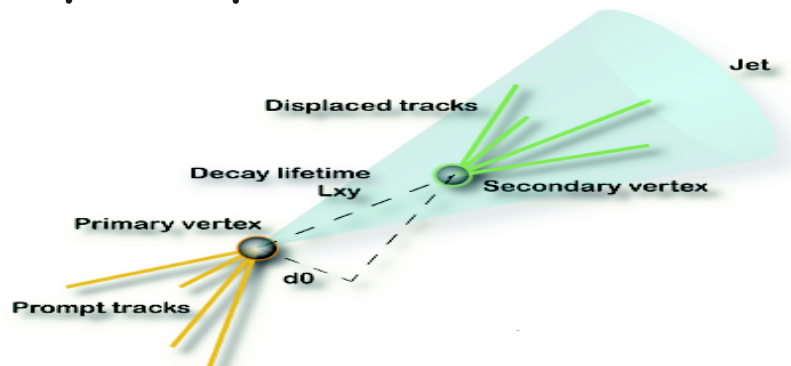 Jet
Displaced tracks
Decay lifetime
Lxy
Secondary vertex
Primary vertex
d0
Prompt tracks